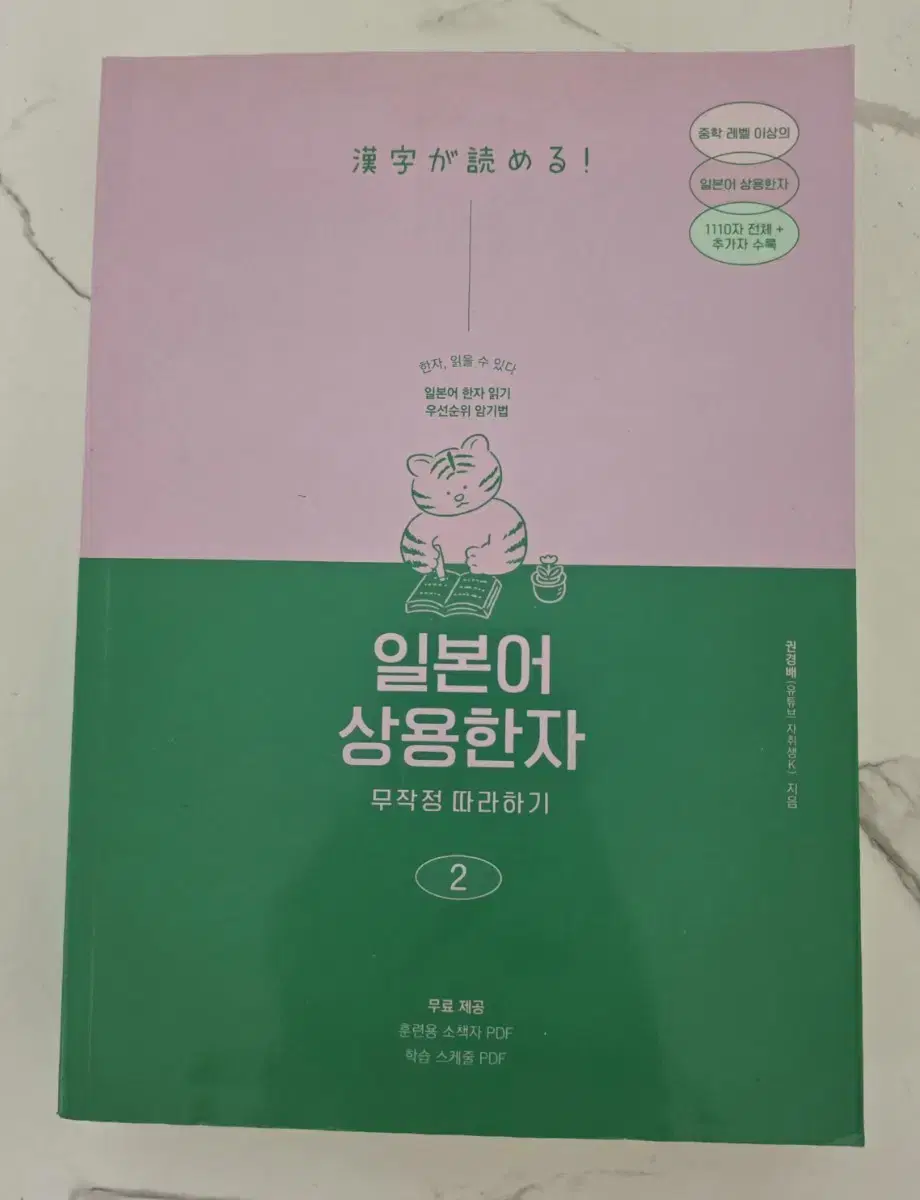 漢字が読める!
중학 레벨 이상의
일본어 상용한자
1110자 전체 +
추가자 수록
한자, 읽을 수 있다
일본어 한자 읽기
우선순위 암기법
일본어
상용한자
무작정 따라하기
2
권경배(유튜브 자취생K) 지음
무료 제공
훈련용 소책자 PDF
학습 스케줄 PDF